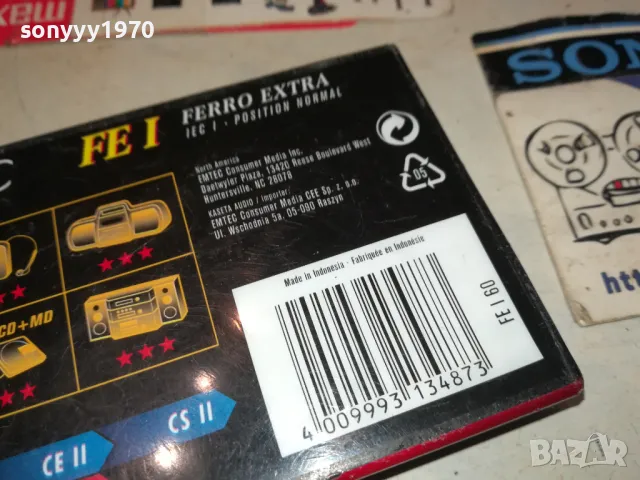 sonyyy1970
max
SON
FE I
FERRO EXTRA
IEC I · POSITION NORMAL
C
North America
EMTEC Consumer Media Inc.
Daetwyler Plaza, 13420 Reese Boulevard West
Huntersville, NC 28078
KASETA AUDIO / Importer/
EMTEC Consumer Media CEE Sp. z. o.o.
Ul. Wschodnia 5a, 05-090 Raszyn
05
Made in Indonesia · Fabriquée en Indonésie
FE I 60
4 009993 134873
CD+MD
CS II
CE II
htt
sonyyy1970
BAZAR